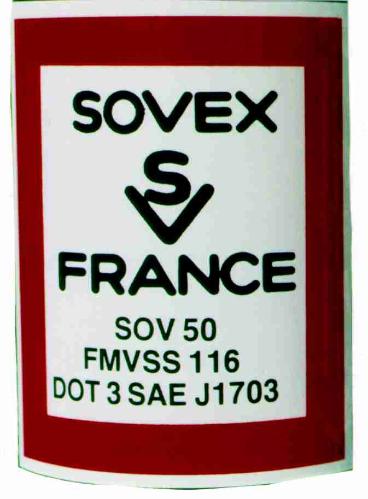 SOVEX
SV
FRANCE
SOV 50
FMVSS 116
DOT 3 SAE J1703